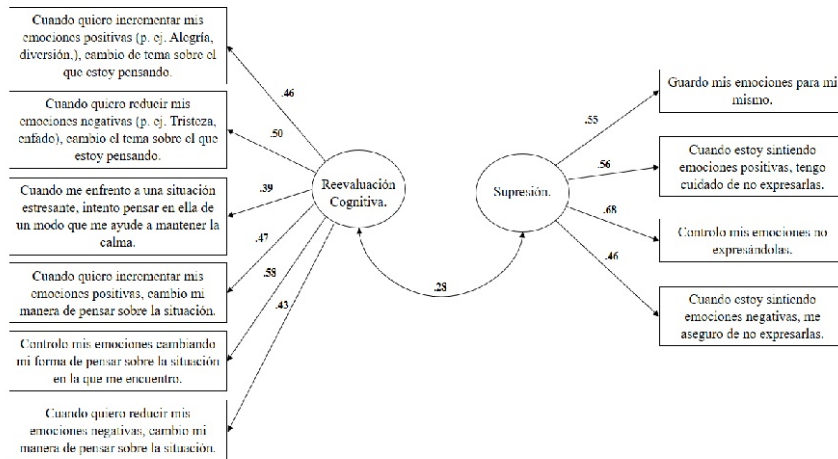 Cuando quiero incrementar mis
emociones positivas (p. ej. Alegría,
diversión,), cambio de tema sobre el
que estoy pensando.
.46
Cuando quiero reducir mis
emociones negativas (p. ej. Tristeza,
enfado), cambio el tema sobre el que
estoy pensando.
.50
Cuando me enfrento a una situación
estresante, intento pensar en ella de
un modo que me ayude a mantener la
calma.
.39
Cuando quiero incrementar mis
emociones positivas, cambio mi
manera de pensar sobre la situación.
.47
Controlo mis emociones cambiando
mi forma de pensar sobre la situación
en la que me encuentro.
.58
Cuando quiero reducir mis
emociones negativas, cambio mi
manera de pensar sobre la situación.
.43
Reevaluación
Cognitiva.
.28
Supresión.
.55
Guardo mis emociones para mi
mismo.
.56
Cuando estoy sintiendo
emociones positivas, tengo
cuidado de no expresarlas.
.68
Controlo mis emociones no
expresándolas.
.46
Cuando estoy sintiendo
emociones negativas, me
aseguro de no expresarlas.